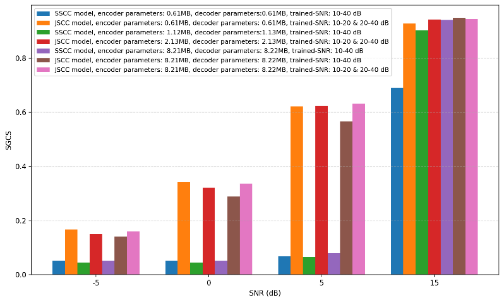 SSCC model, encoder parameters: 0.61MB, decoder parameters:0.61MB, trained-SNR: 10-40 dB
JSCC model, encoder parameters: 0.61MB, decoder parameters:0.61MB, trained-SNR: 10-20 & 20-40 dB
SSCC model, encoder parameters: 1.12MB, decoder parameters:1.13MB, trained-SNR: 10-40 dB
JSCC model, encoder parameters: 2.13MB, decoder parameters: 2.13MB, trained-SNR: 10-20 & 20-40 dB
SSCC model, encoder parameters: 8.21MB, decoder parameters: 8.22MB, trained-SNR: 10-40 dB
JSCC model, encoder parameters: 8.21MB, decoder parameters: 8.22MB, trained-SNR: 10-40 dB
JSCC model, encoder parameters: 8.21MB, decoder parameters: 8.22MB, trained-SNR: 10-20 & 20-40 dB
SGCS
0.8
0.6
0.4
0.2
0.0
-5
0
5
15
SNR (dB)